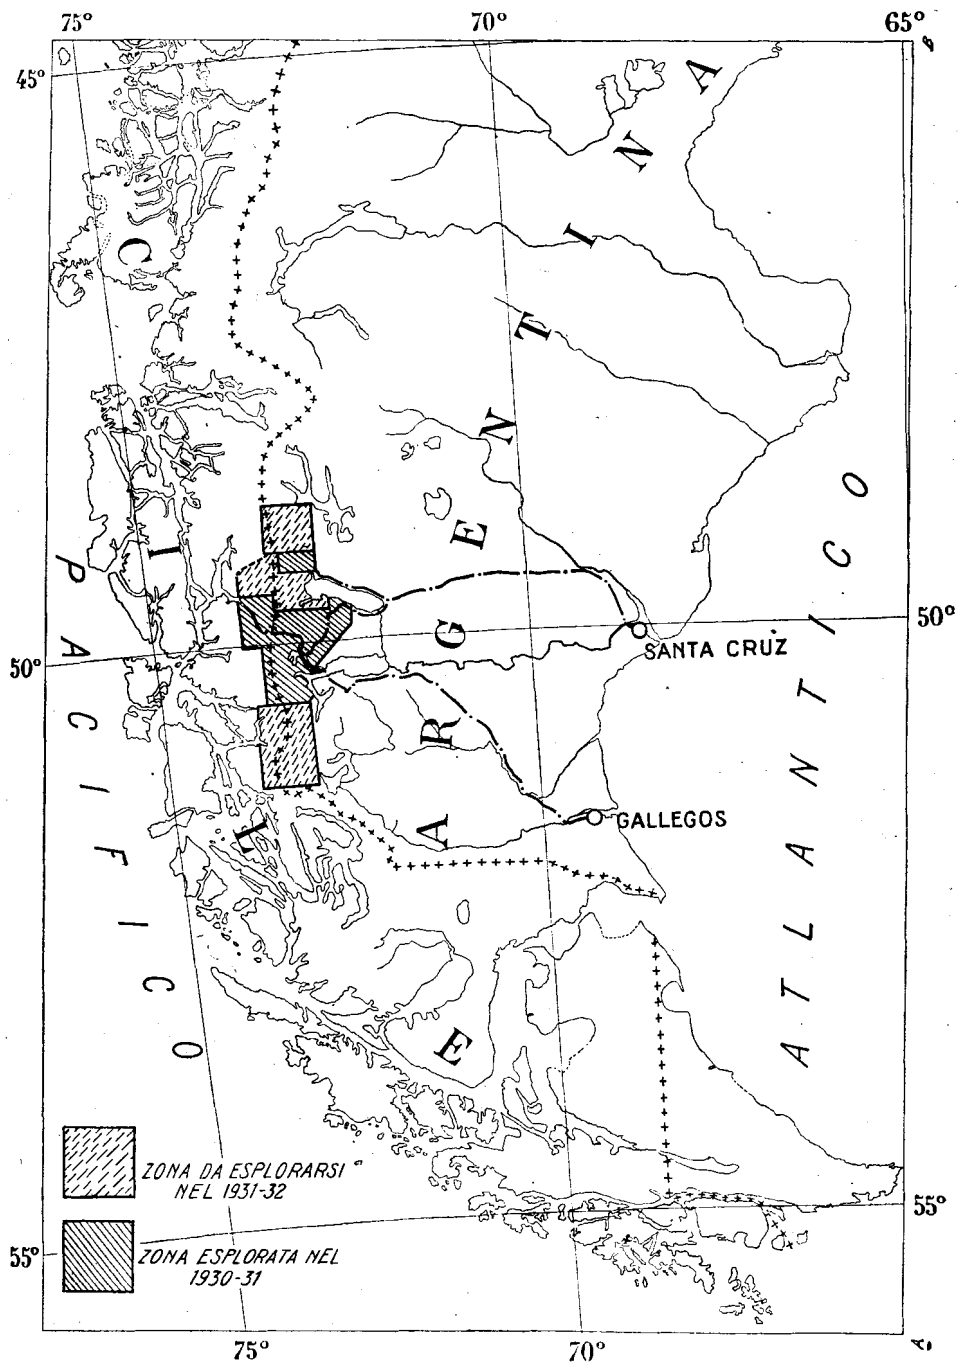 75° 70° 65°
45°
ARGENTINA
CILE
PACIFICO
ATLANTICO
50° 50°
SANTA CRUZ
GALLEGOS
ZONA DA ESPLORARSI
NEL 1931-32
ZONA ESPLORATA NEL
1930-31
55° 55°
75° 70°